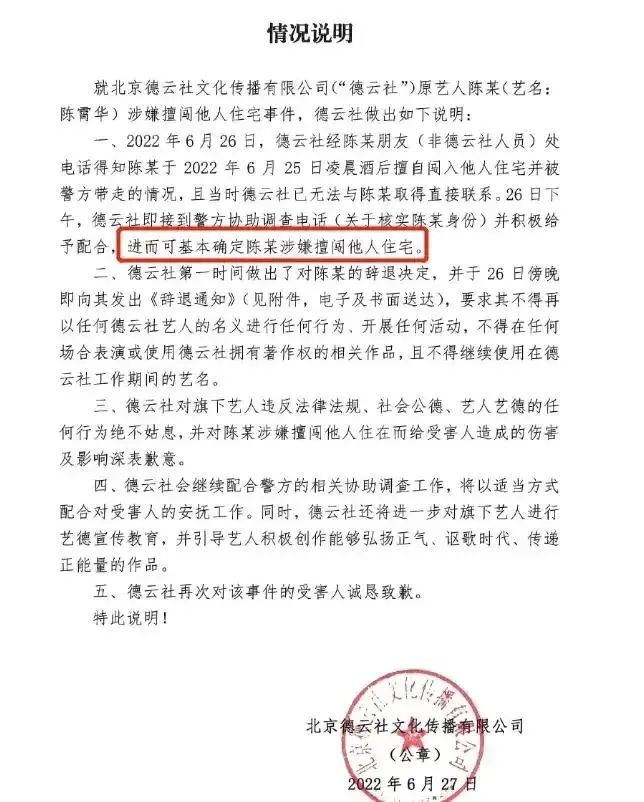 情况说明
就北京德云社文化传播有限公司(“德云社”)原艺人陈某(艺名:
陈霄华)涉嫌擅闯他人住宅事件，德云社做出如下说明:
一、2022 年 6 月 26 日，德云社经陈某朋友（非德云社人员）处
电话得知陈某于 2022 年 6 月 25 日凌晨酒后擅自闯入他人住宅并被
警方带走的情况，且当时德云社已无法与陈某取得直接联系。26 日下
午，德云社即接到警方协助调查电话（关于核实陈某身份）并积极给
予配合，进而可基本确定陈某涉嫌擅闯他人住宅。
二、德云社第一时间做出了对陈某的辞退决定，并于 26 日傍晚
即向其发出《辞退通知》（见附件，电子及书面送达），要求其不得再
以任何德云社艺人的名义进行任何行为、开展任何活动，不得在任何
场合表演或使用德云社拥有著作权的相关作品，且不得继续使用在德
云社工作期间的艺名。
三、德云社对旗下艺人违反法律法规、社会公德、艺人艺德的任
何行为绝不姑息，并对陈某涉嫌擅闯他人住在而给受害人造成的伤害
及影响深表歉意。
四、德云社会继续配合警方的相关协助调查工作，将以适当方式
配合对受害人的安抚工作。同时，德云社还将进一步对旗下艺人进行
艺德宣传教育，并引导艺人积极创作能够弘扬正气、讴歌时代、传递
正能量的作品。
五、德云社再次对该事件的受害人诚恳致歉。
特此说明！
北京德云社文化传播有限公司
（公章）
2022 年 6 月 27 日
北京德云社文化传播有限公司